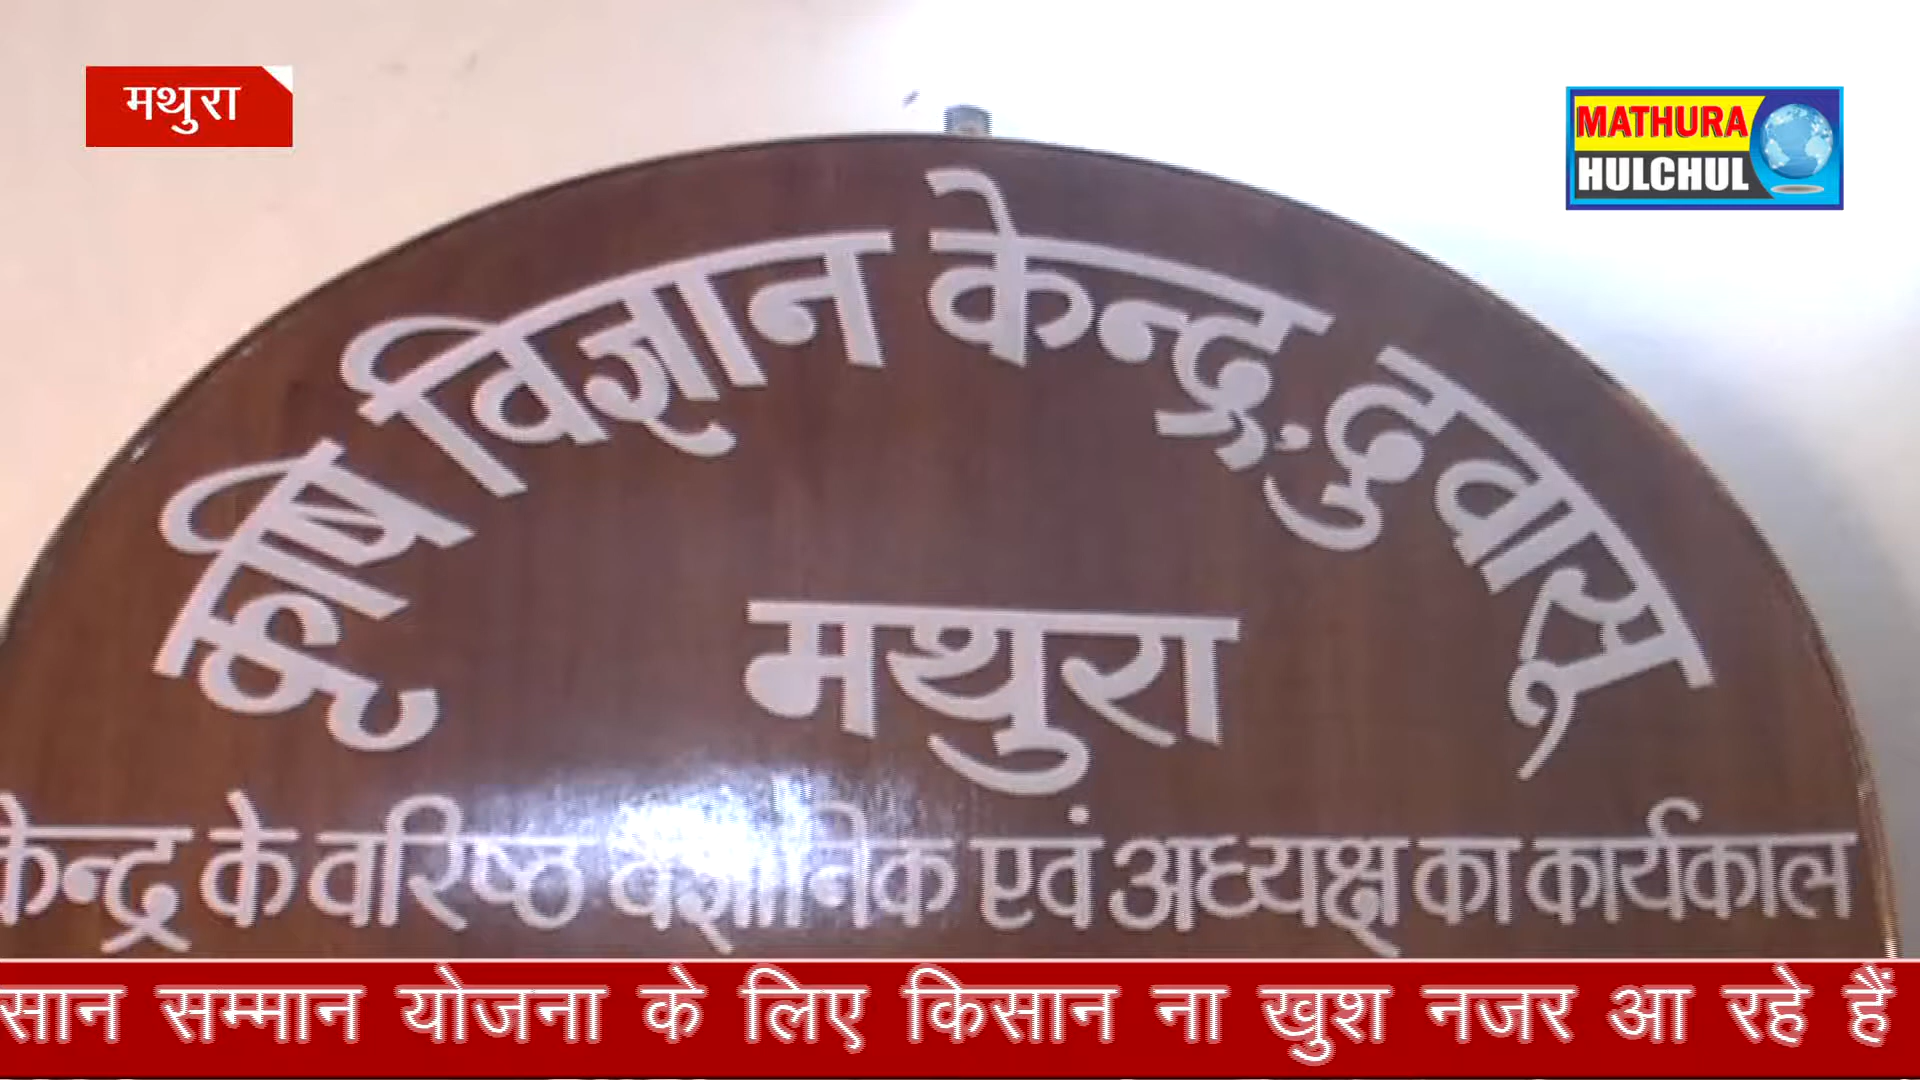 मथुरा
MATHURA
HULCHUL
कृषि विज्ञान केन्द्र, दुवासू
मथुरा
केन्द्र के वरिष्ठ वैज्ञानिक एवं अध्यक्ष का कार्यकाल
सान सम्मान योजना के लिए किसान ना खुश नजर आ रहे हैं